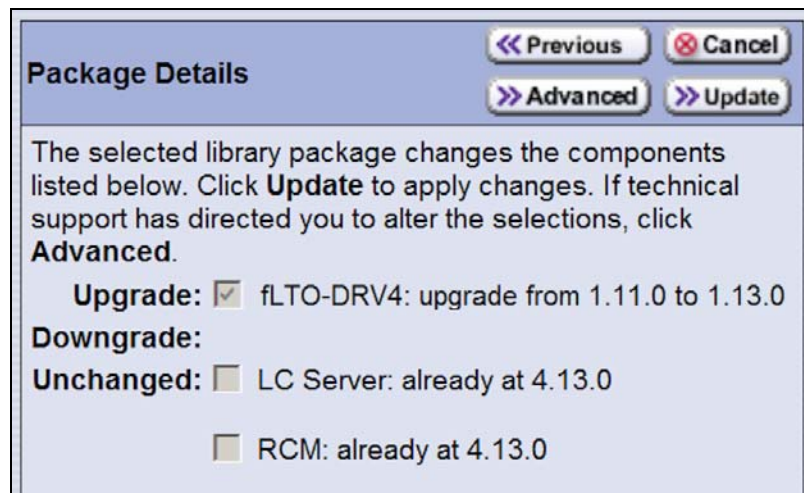 Package Details
Previous
Cancel
Advanced
Update
The selected library package changes the components
listed below. Click Update to apply changes. If technical
support has directed you to alter the selections, click
Advanced.
Upgrade: fLTO-DRV4: upgrade from 1.11.0 to 1.13.0
Downgrade:
Unchanged: LC Server: already at 4.13.0
RCM: already at 4.13.0